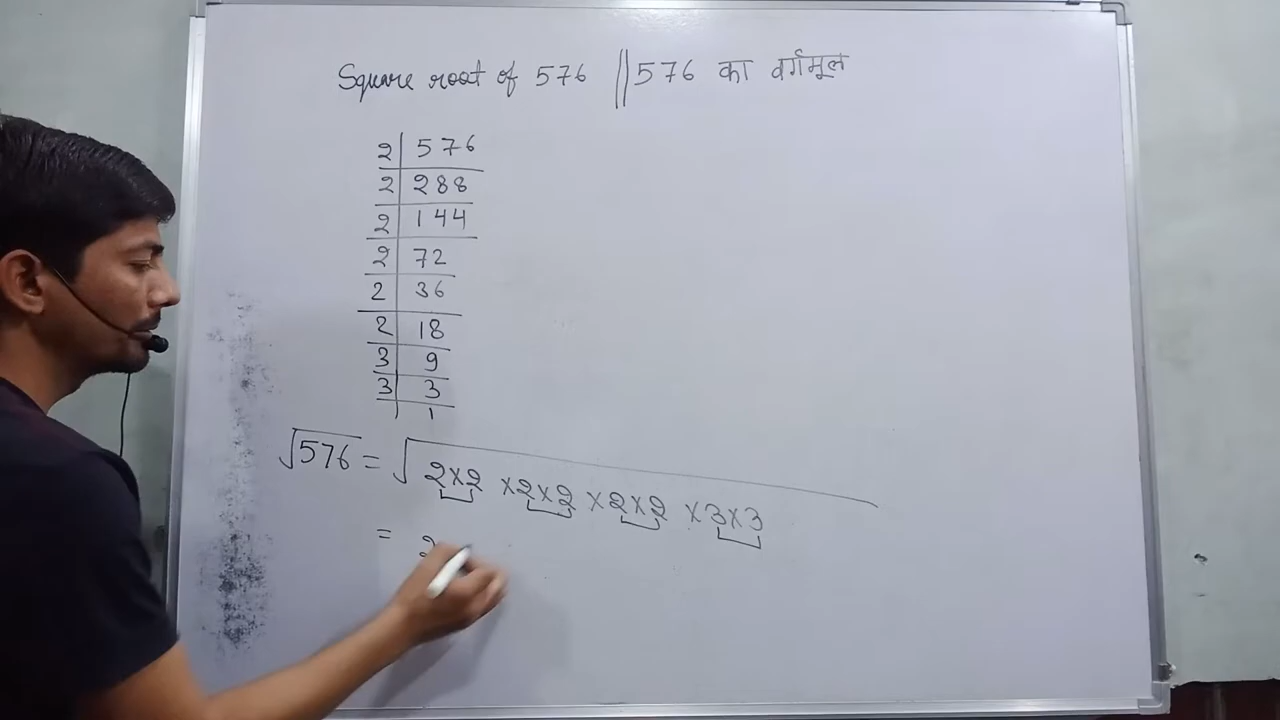 Square root of 576 || 576 का वर्गमूल
2 | 576
2 | 288
2 | 144
2 | 72
2 | 36
2 | 18
3 | 9
3 | 3
| 1
√576 = √2×2 ×2×2 ×2×2 ×3×3
= 2